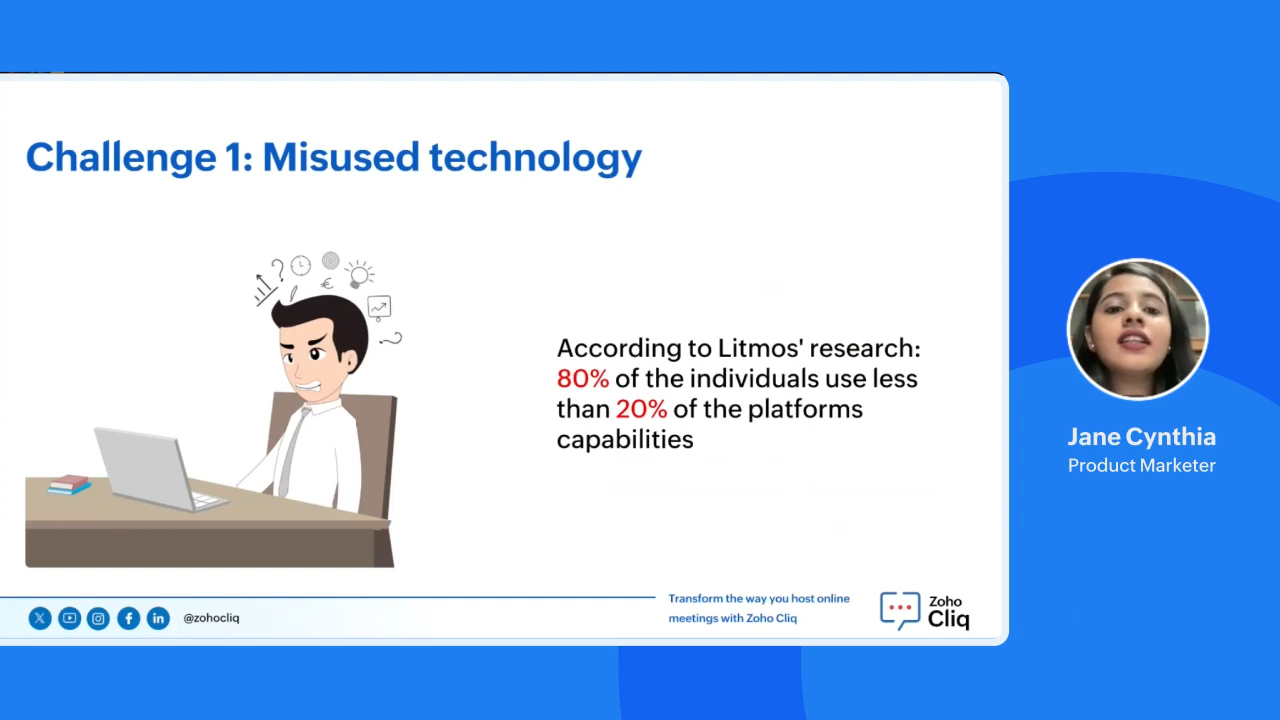 Challenge 1: Misused technology
According to Litmos' research:
80% of the individuals use less
than 20% of the platforms
capabilities
@zohocliq
Transform the way you host online
meetings with Zoho Cliq
Zoho
Cliq
Jane Cynthia
Product Marketer